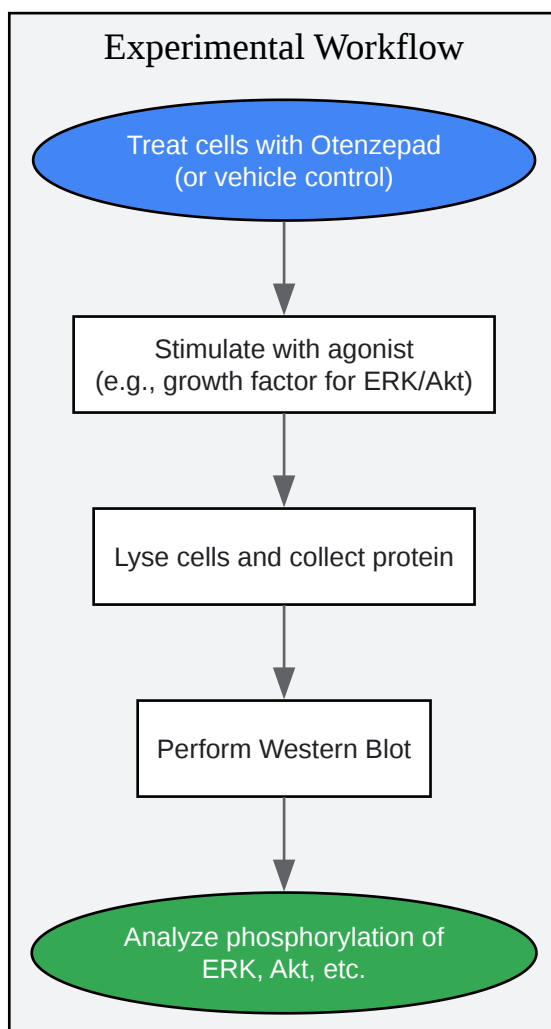 Experimental Workflow
Treat cells with Otenzepad
(or vehicle control)
Stimulate with agonist
(e.g., growth factor for ERK/Akt)
Lyse cells and collect protein
Perform Western Blot
Analyze phosphorylation of
ERK, Akt, etc.